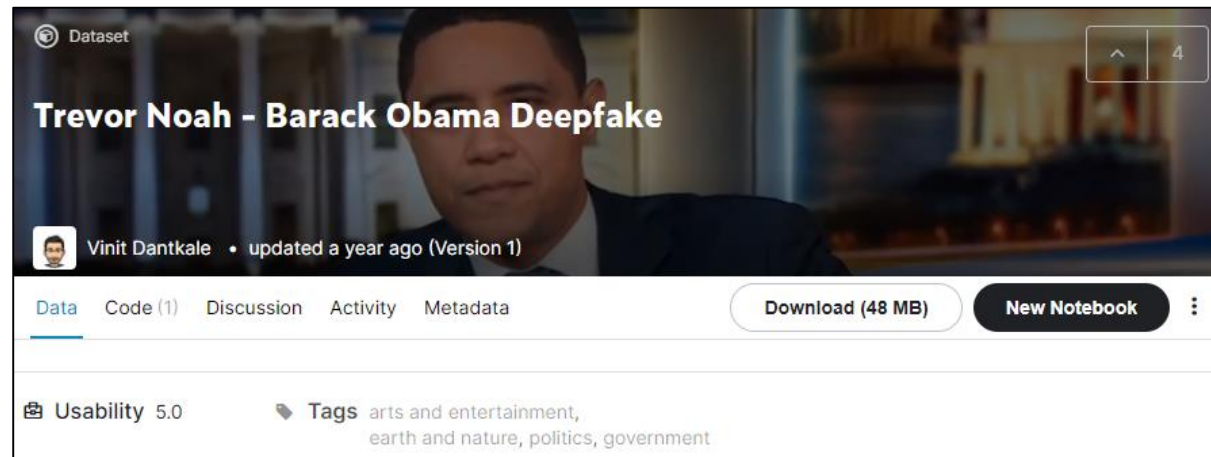 Dataset
4
Trevor Noah - Barack Obama Deepfake
Vinit Dantkale • updated a year ago (Version 1)
Data Code (1) Discussion Activity Metadata Download (48 MB) New Notebook
Usability 5.0 Tags arts and entertainment,
earth and nature, politics, government